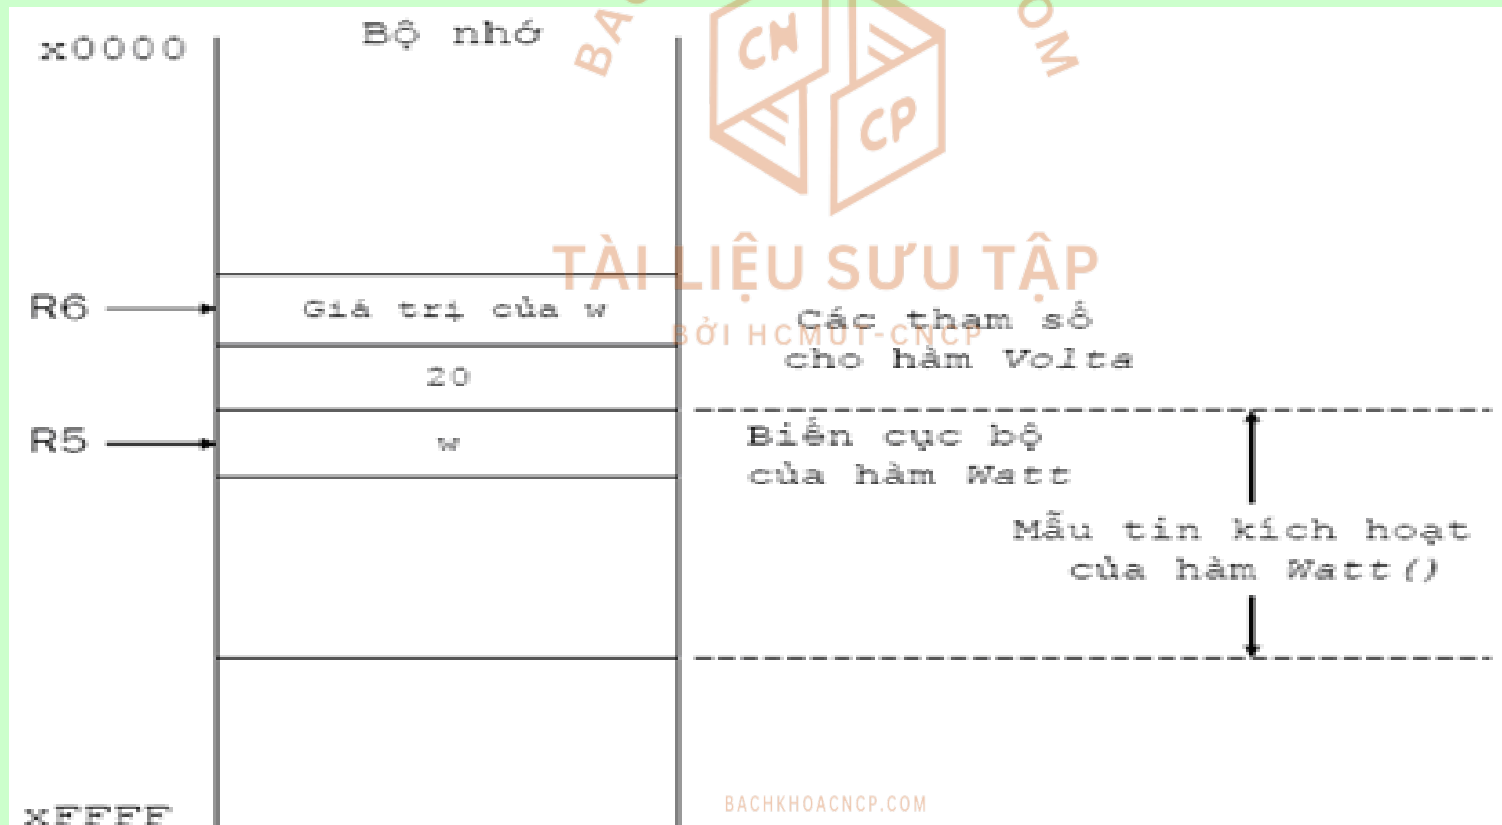 Bộ nhớ
x0000
CN
CP
TÀI LIỆU SƯU TẬP
BỞI HCMUT-CNCP
R6
Giá trị của w
Các tham số
cho hàm Volta
20
R5
w
Biến cục bộ
của hàm Watt
Mẫu tin kích hoạt
của hàm Watt()
BACHKHOACNCP.COM
xFFFF